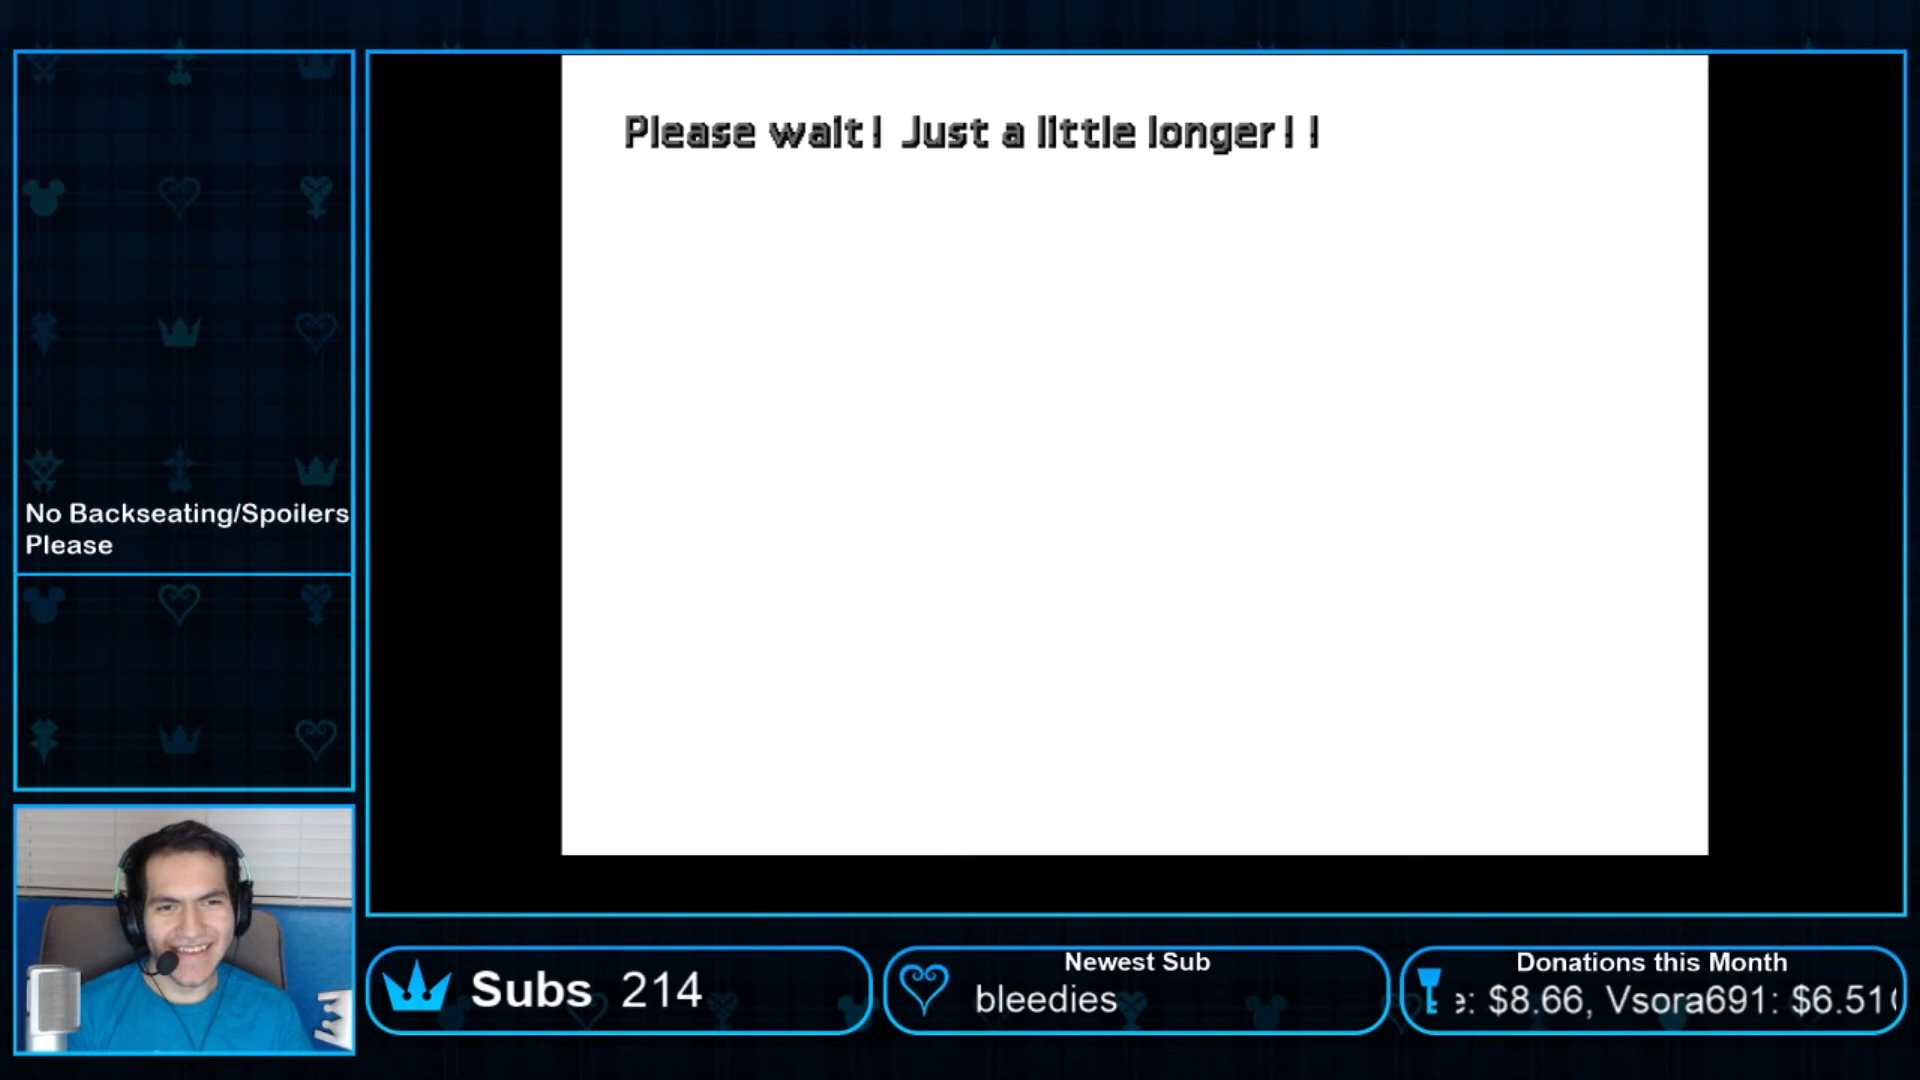 Please wait! Just a little longer!!
No Backseating/Spoilers
Please
Subs 214
Newest Sub
bleedies
Donations this Month
: $8.66, Vsora691: $6.51